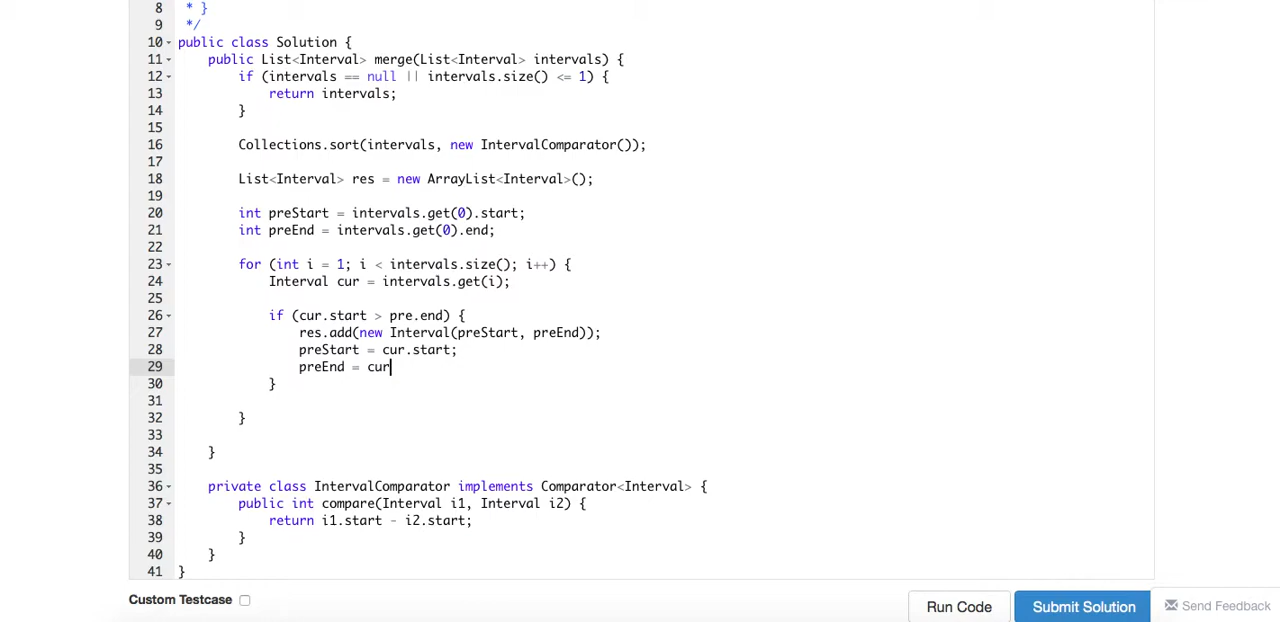 8 * }
9 */
10 public class Solution {
11 public List<Interval> merge(List<Interval> intervals) {
12 if (intervals == null || intervals.size() <= 1) {
13 return intervals;
14 }
15
16 Collections.sort(intervals, new IntervalComparator());
17
18 List<Interval> res = new ArrayList<Interval>();
19
20 int preStart = intervals.get(0).start;
21 int preEnd = intervals.get(0).end;
22
23 for (int i = 1; i < intervals.size(); i++) {
24 Interval cur = intervals.get(i);
25
26 if (cur.start > pre.end) {
27 res.add(new Interval(preStart, preEnd));
28 preStart = cur.start;
29 preEnd = cur
30 }
31
32 }
33
34 }
35
36 private class IntervalComparator implements Comparator<Interval> {
37 public int compare(Interval i1, Interval i2) {
38 return i1.start - i2.start;
39 }
40 }
41 }
Custom Testcase
Run Code Submit Solution Send Feedback